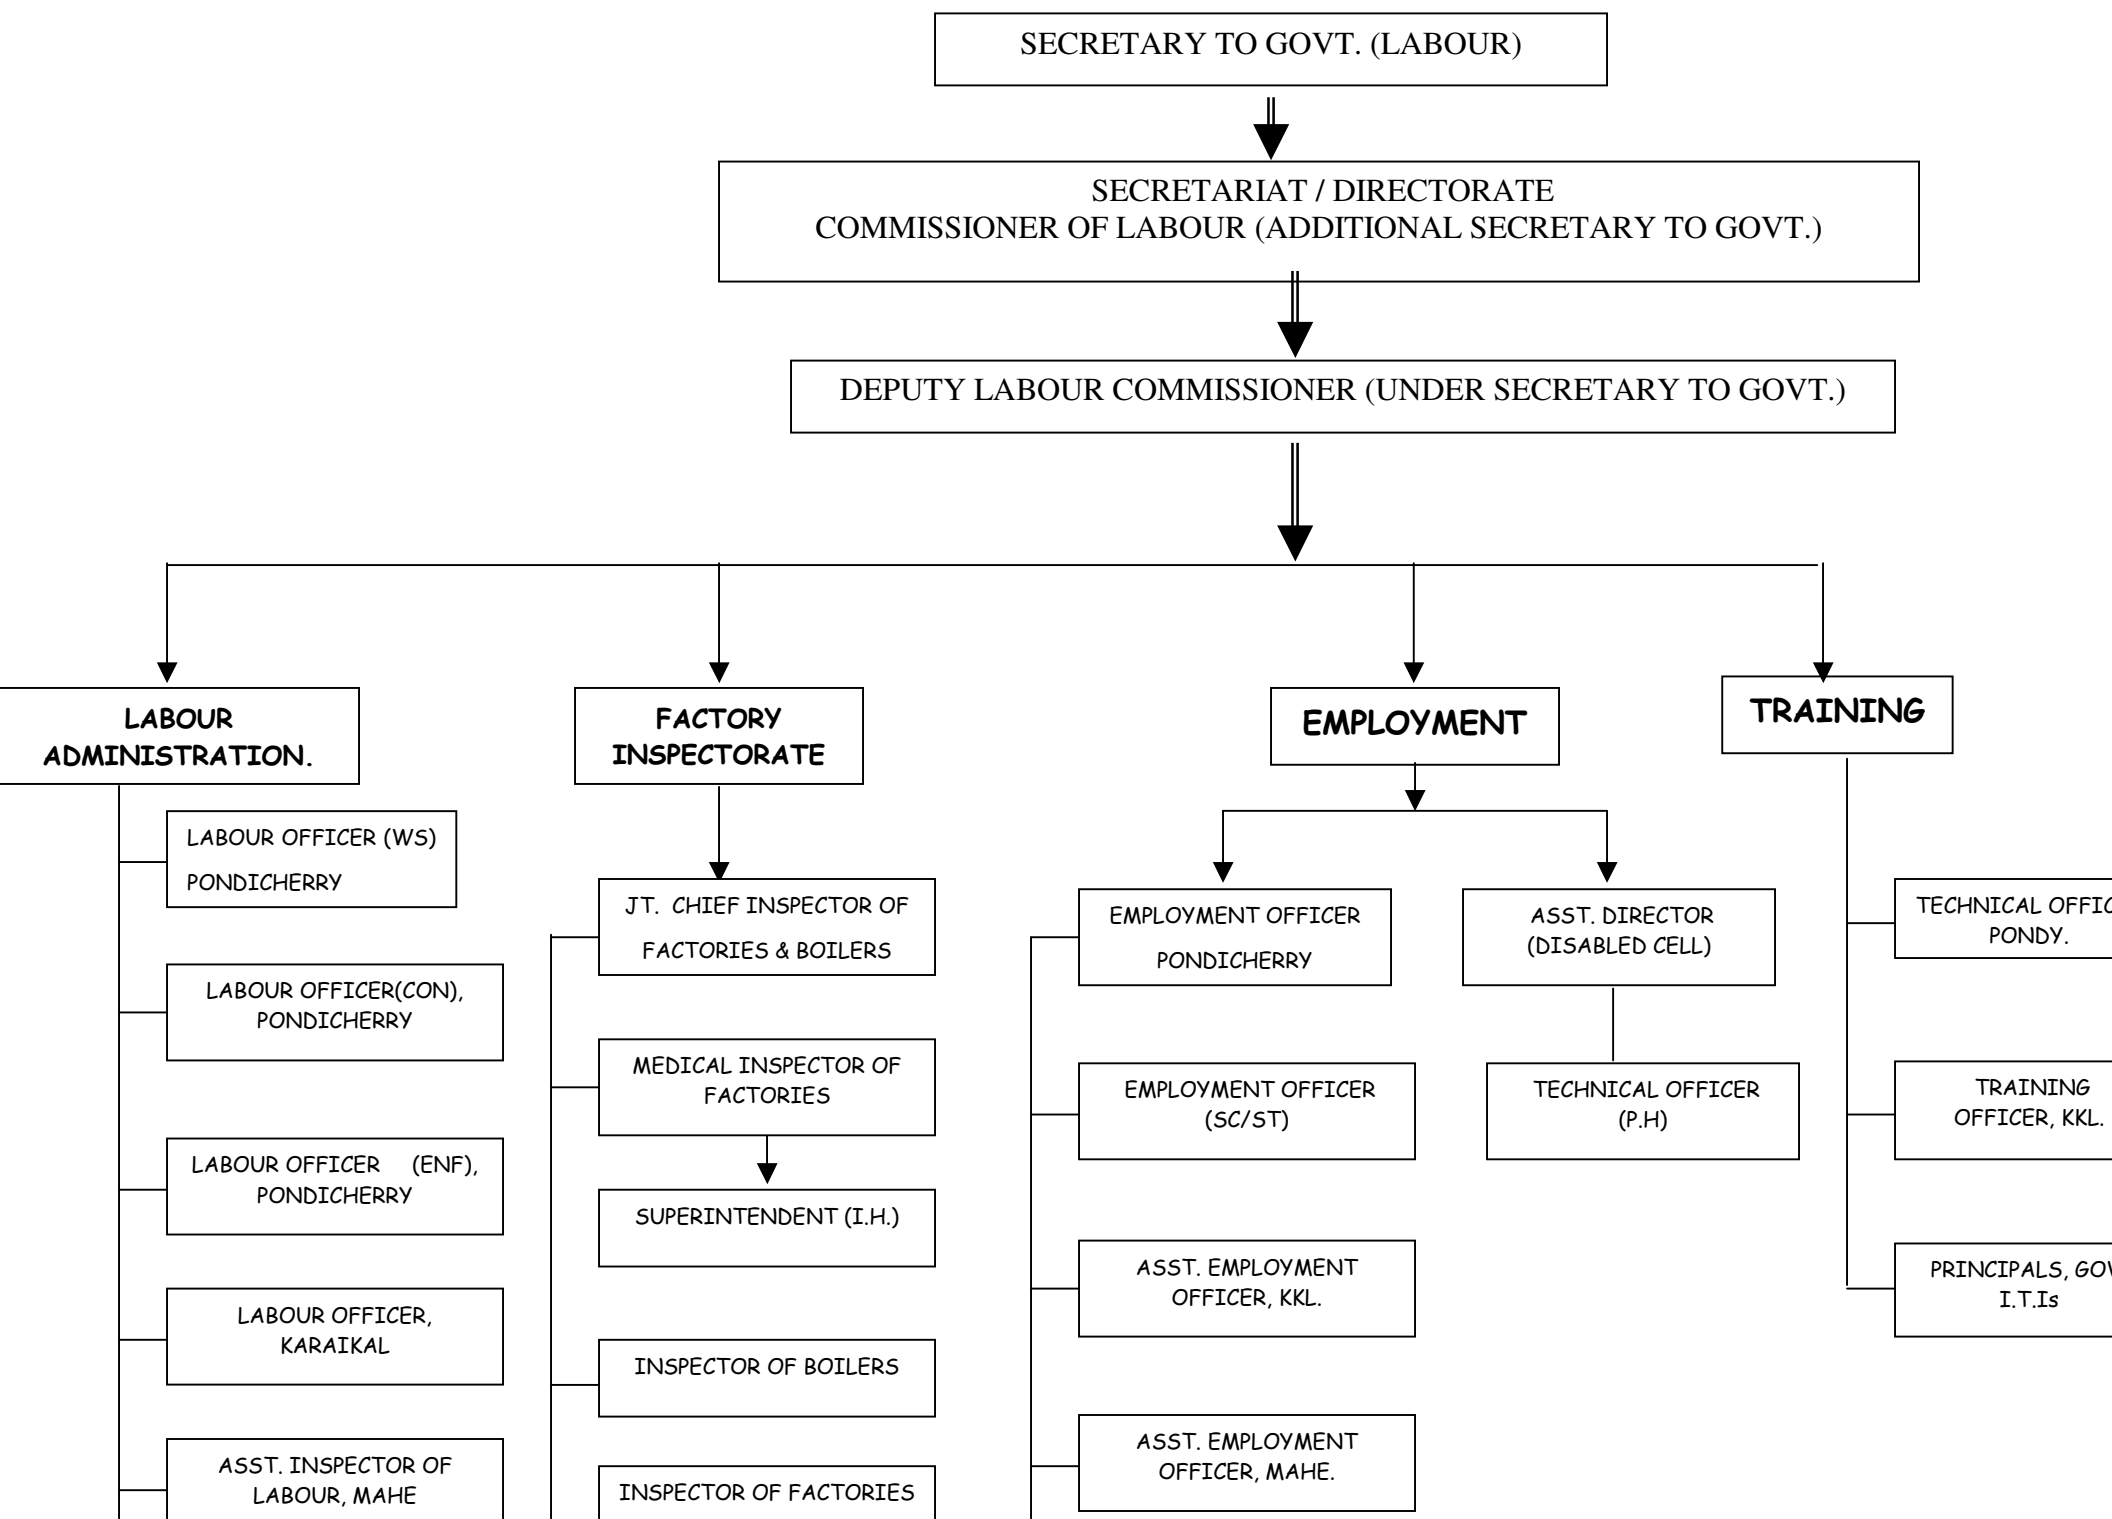 SECRETARY TO GOVT. (LABOUR)
SECRETARIAT / DIRECTORATE
COMMISSIONER OF LABOUR (ADDITIONAL SECRETARY TO GOVT.)
DEPUTY LABOUR COMMISSIONER (UNDER SECRETARY TO GOVT.)
LABOUR
ADMINISTRATION.
LABOUR OFFICER (WS)
PONDICHERRY
LABOUR OFFICER(CON),
PONDICHERRY
LABOUR OFFICER (ENF),
PONDICHERRY
LABOUR OFFICER,
KARAIKAL
ASST. INSPECTOR OF
LABOUR, MAHE
FACTORY
INSPECTORATE
JT. CHIEF INSPECTOR OF
FACTORIES & BOILERS
MEDICAL INSPECTOR OF
FACTORIES
SUPERINTENDENT (I.H.)
INSPECTOR OF BOILERS
INSPECTOR OF FACTORIES
EMPLOYMENT
EMPLOYMENT OFFICER
PONDICHERRY
EMPLOYMENT OFFICER
(SC/ST)
ASST. EMPLOYMENT
OFFICER, KKL.
ASST. EMPLOYMENT
OFFICER, MAHE.
ASST. DIRECTOR
(DISABLED CELL)
TECHNICAL OFFICER
(P.H)
TRAINING
TECHNICAL
PONDY.
TRAINING
OFFICER, KKL.
PRINCIPALS,
I.T.Is